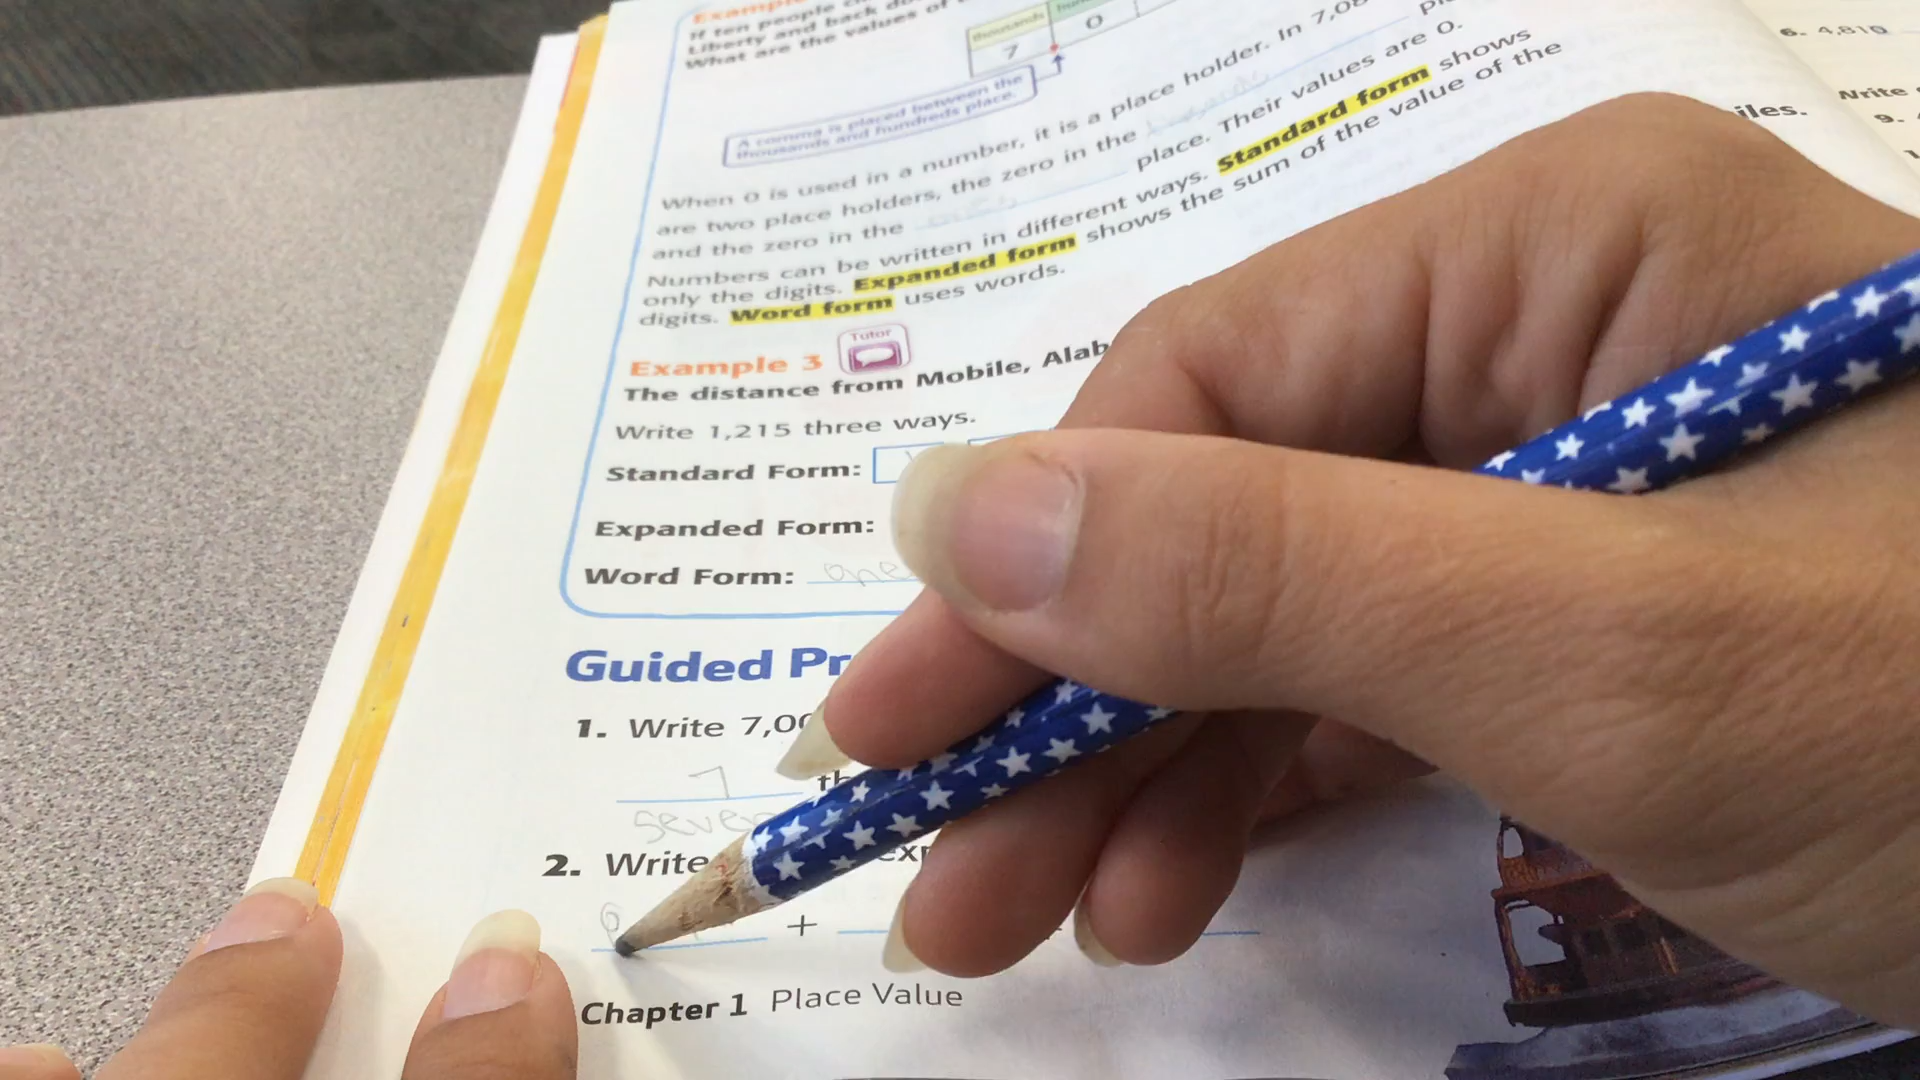 Example
If ten people
Liberty and back do
What are the values of
thousands
7
0
A comma is placed between the
thousands and hundreds place.
When 0 is used in a number, it is a place holder. In 7,08
are two place holders, the zero in the
and the zero in the place. Their values are 0.
Numbers can be written in different ways. Standard form shows
only the digits. Expanded form shows the sum of the value of the
digits. Word form uses words.
Example 3 Tutor
The distance from Mobile, Alab
Write 1,215 three ways.
Standard Form:
Expanded Form:
Word Form: one
Guided Pr
1. Write 7,00
7 th
seven
2. Write exp
+
Chapter 1 Place Value
6. 4,810
iles.
Write
9.